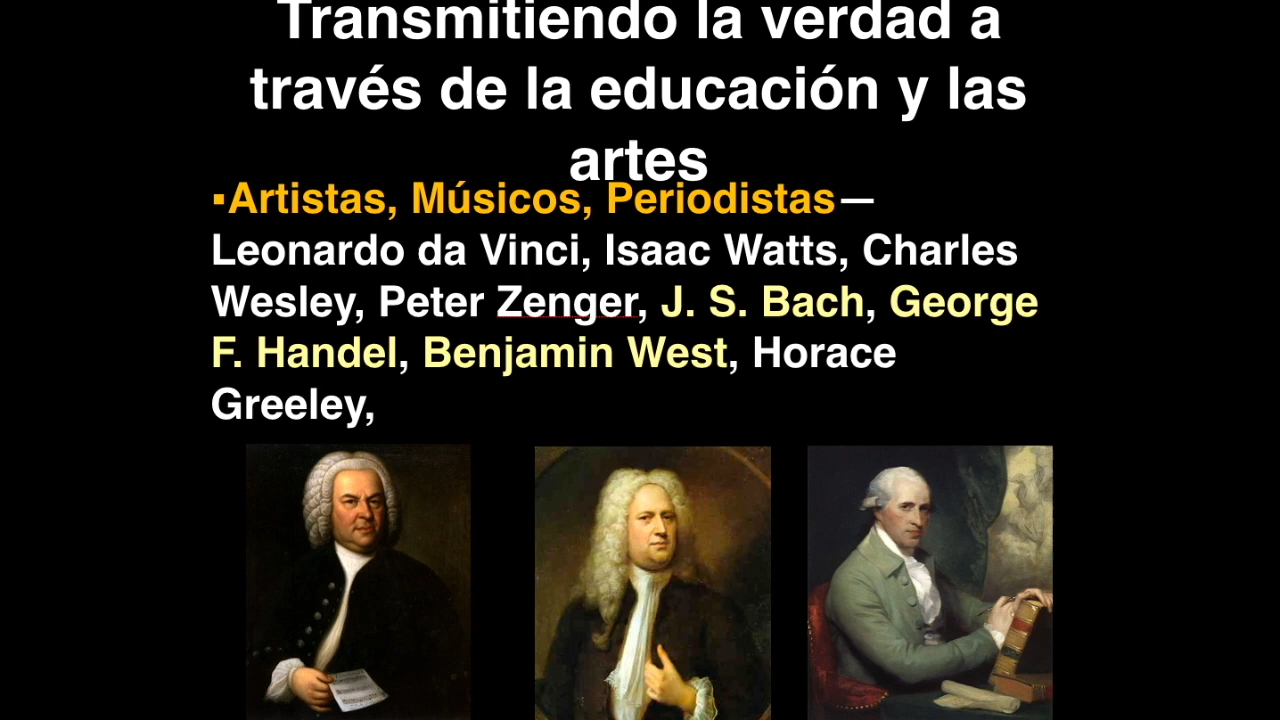 Transmitiendo la verdad a
través de la educación y las
artes
▪Artistas, Músicos, Periodistas—
Leonardo da Vinci, Isaac Watts, Charles
Wesley, Peter Zenger, J. S. Bach, George
F. Handel, Benjamin West, Horace
Greeley,